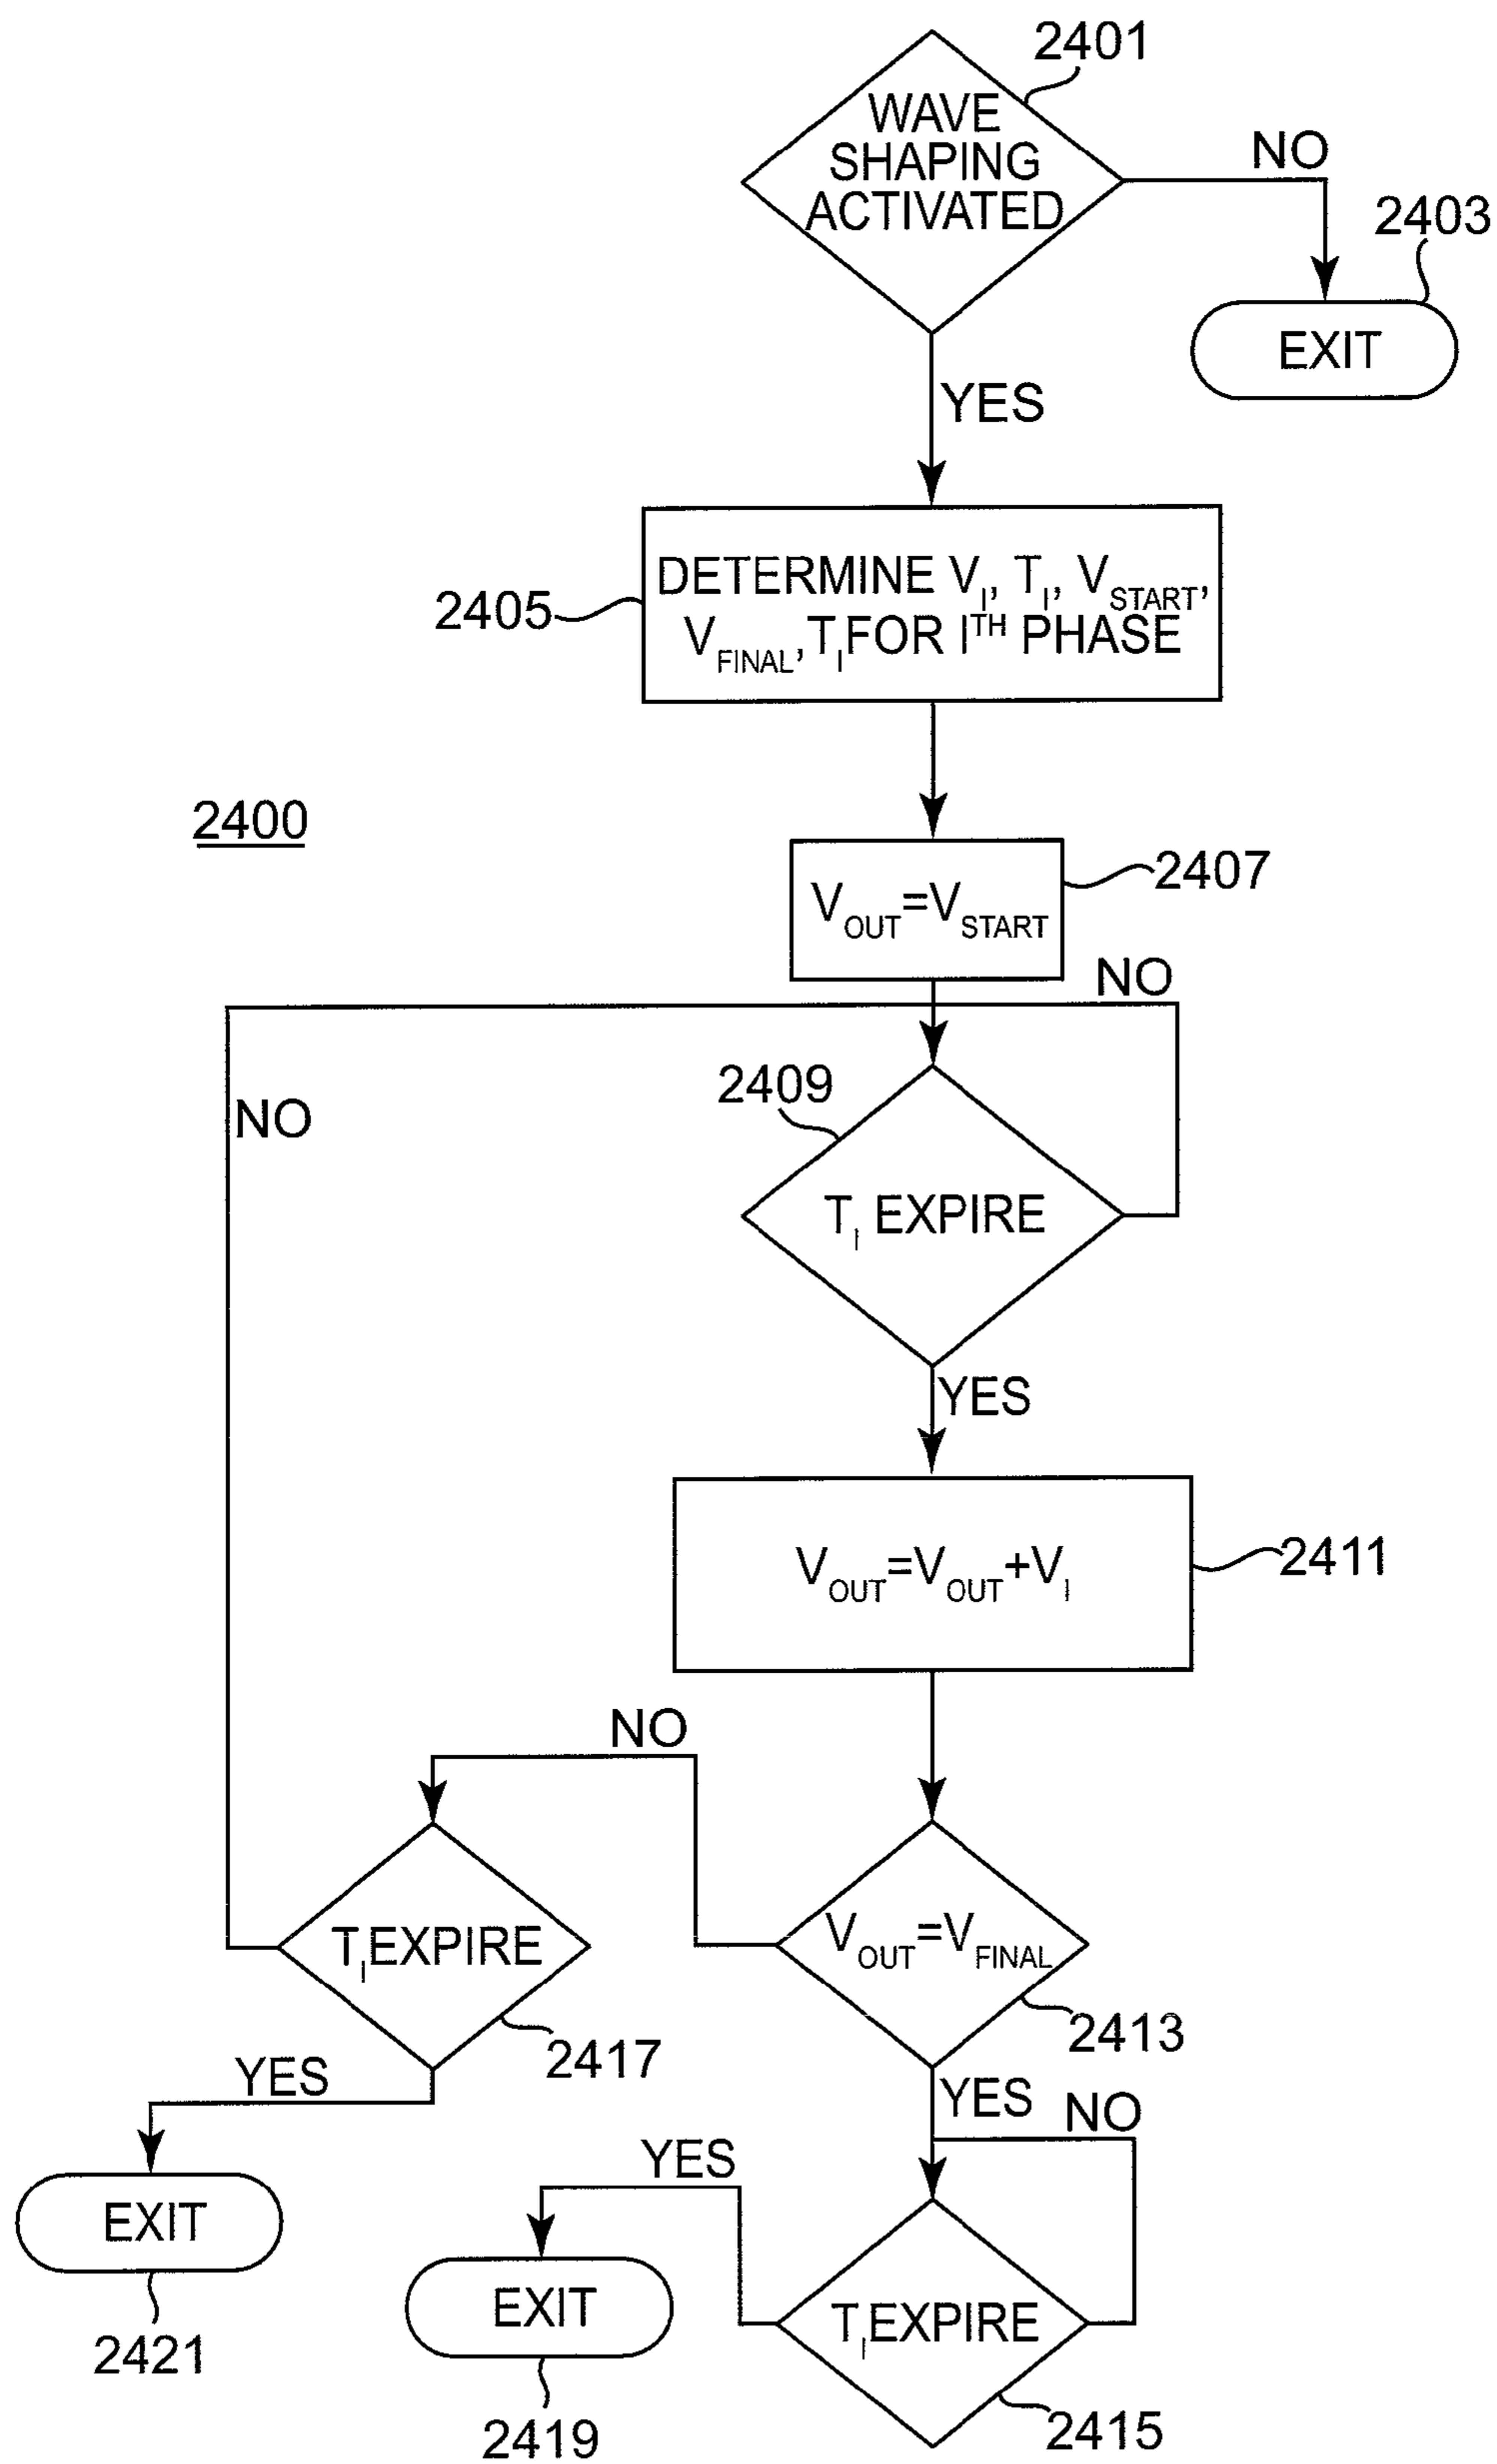 2401
WAVE
SHAPING
ACTIVATED
NO
2403
EXIT
YES
2405
DETERMINE V_I, T_I, V_START,
V_FINAL, T_I FOR I^TH PHASE
2400
2407
V_OUT=V_START
NO
2409
NO
T_I EXPIRE
YES
V_OUT=V_OUT+V_I
2411
NO
T_I EXPIRE
V_OUT=V_FINAL
2413
2417
YES
YES
NO
YES
EXIT
EXIT
T_I EXPIRE
2421
2419
2415